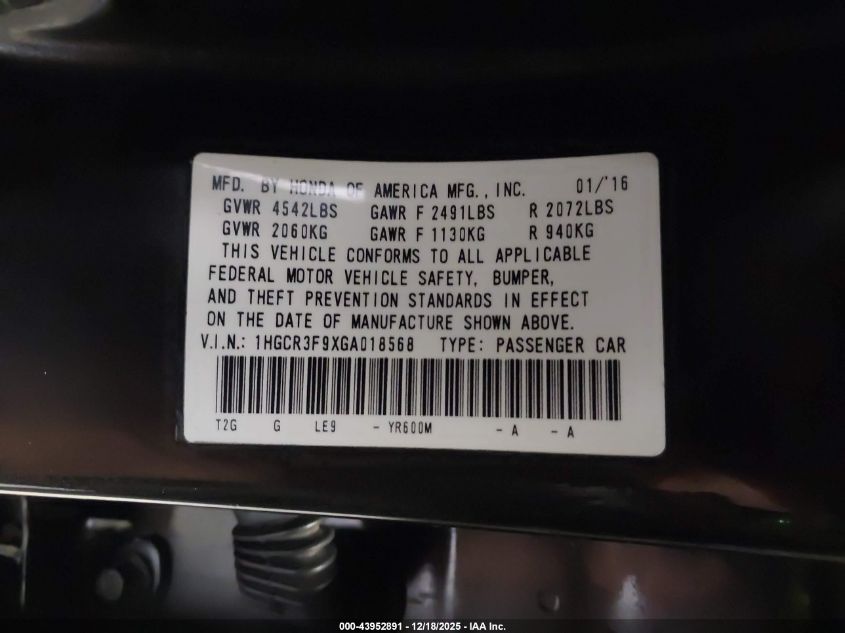 MFD. BY HONDA OF AMERICA MFG., INC. 01/'16
GVWR 4542LBS GAWR F 2491LBS R 2072LBS
GVWR 2060KG GAWR F 1130KG R 940KG
THIS VEHICLE CONFORMS TO ALL APPLICABLE
FEDERAL MOTOR VEHICLE SAFETY, BUMPER,
AND THEFT PREVENTION STANDARDS IN EFFECT
ON THE DATE OF MANUFACTURE SHOWN ABOVE.
V.I.N.: 1HGCR3F9XGA018568 TYPE: PASSENGER CAR
T2G G LE9 - YR600M - A - A
000-43952891 - 12/18/2025 - IAA Inc.